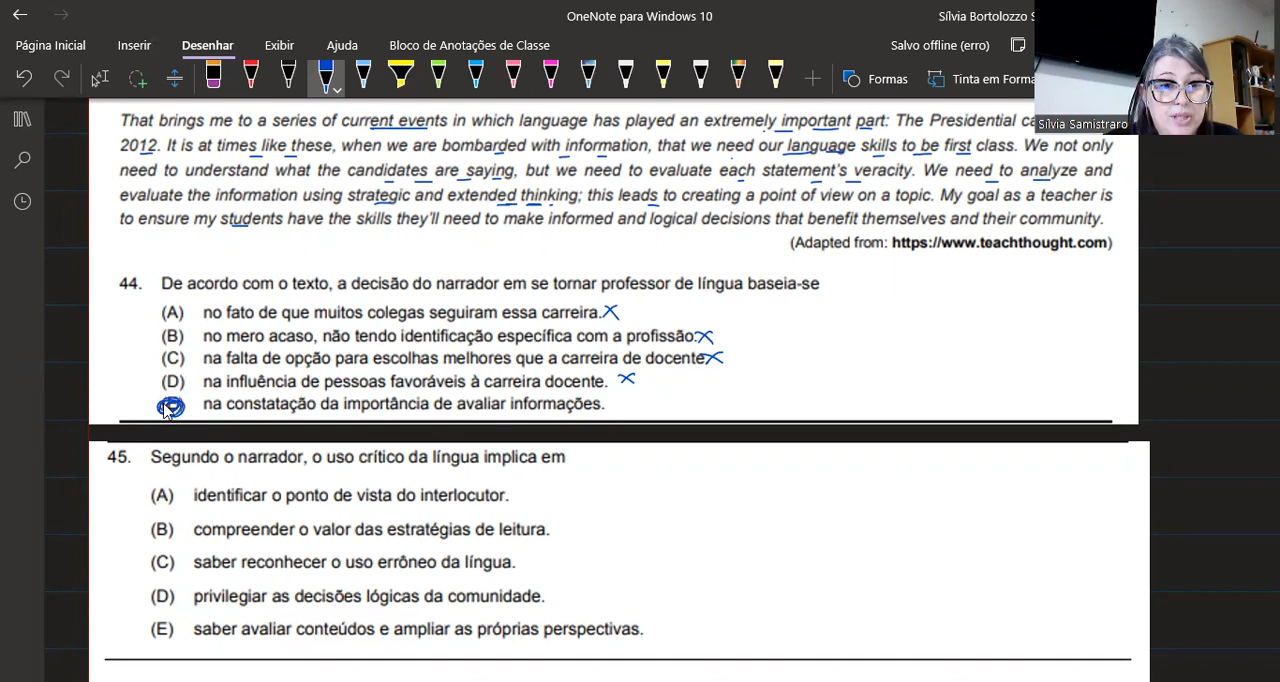 OneNote para Windows 10
Sílvia Bortolozzo S
Página Inicial Inserir Desenhar Exibir Ajuda Bloco de Anotações de Classe Salvo offline (erro)
Formas Tinta em Forma
Sílvia Samistraro
That brings me to a series of current events in which language has played an extremely important part: The Presidential ca
2012. It is at times like these, when we are bombarded with information, that we need our language skills to be first class. We not only
need to understand what the candidates are saying, but we need to evaluate each statement's veracity. We need to analyze and
evaluate the information using strategic and extended thinking; this leads to creating a point of view on a topic. My goal as a teacher is
to ensure my students have the skills they'll need to make informed and logical decisions that benefit themselves and their community.
(Adapted from: https://www.teachthought.com)
44. De acordo com o texto, a decisão do narrador em se tornar professor de língua baseia-se
(A) no fato de que muitos colegas seguiram essa carreira.
(B) no mero acaso, não tendo identificação específica com a profissão.
(C) na falta de opção para escolhas melhores que a carreira de docente
(D) na influência de pessoas favoráveis à carreira docente.
na constatação da importância de avaliar informações.
45. Segundo o narrador, o uso crítico da língua implica em
(A) identificar o ponto de vista do interlocutor.
(B) compreender o valor das estratégias de leitura.
(C) saber reconhecer o uso errôneo da língua.
(D) privilegiar as decisões lógicas da comunidade.
(E) saber avaliar conteúdos e ampliar as próprias perspectivas.